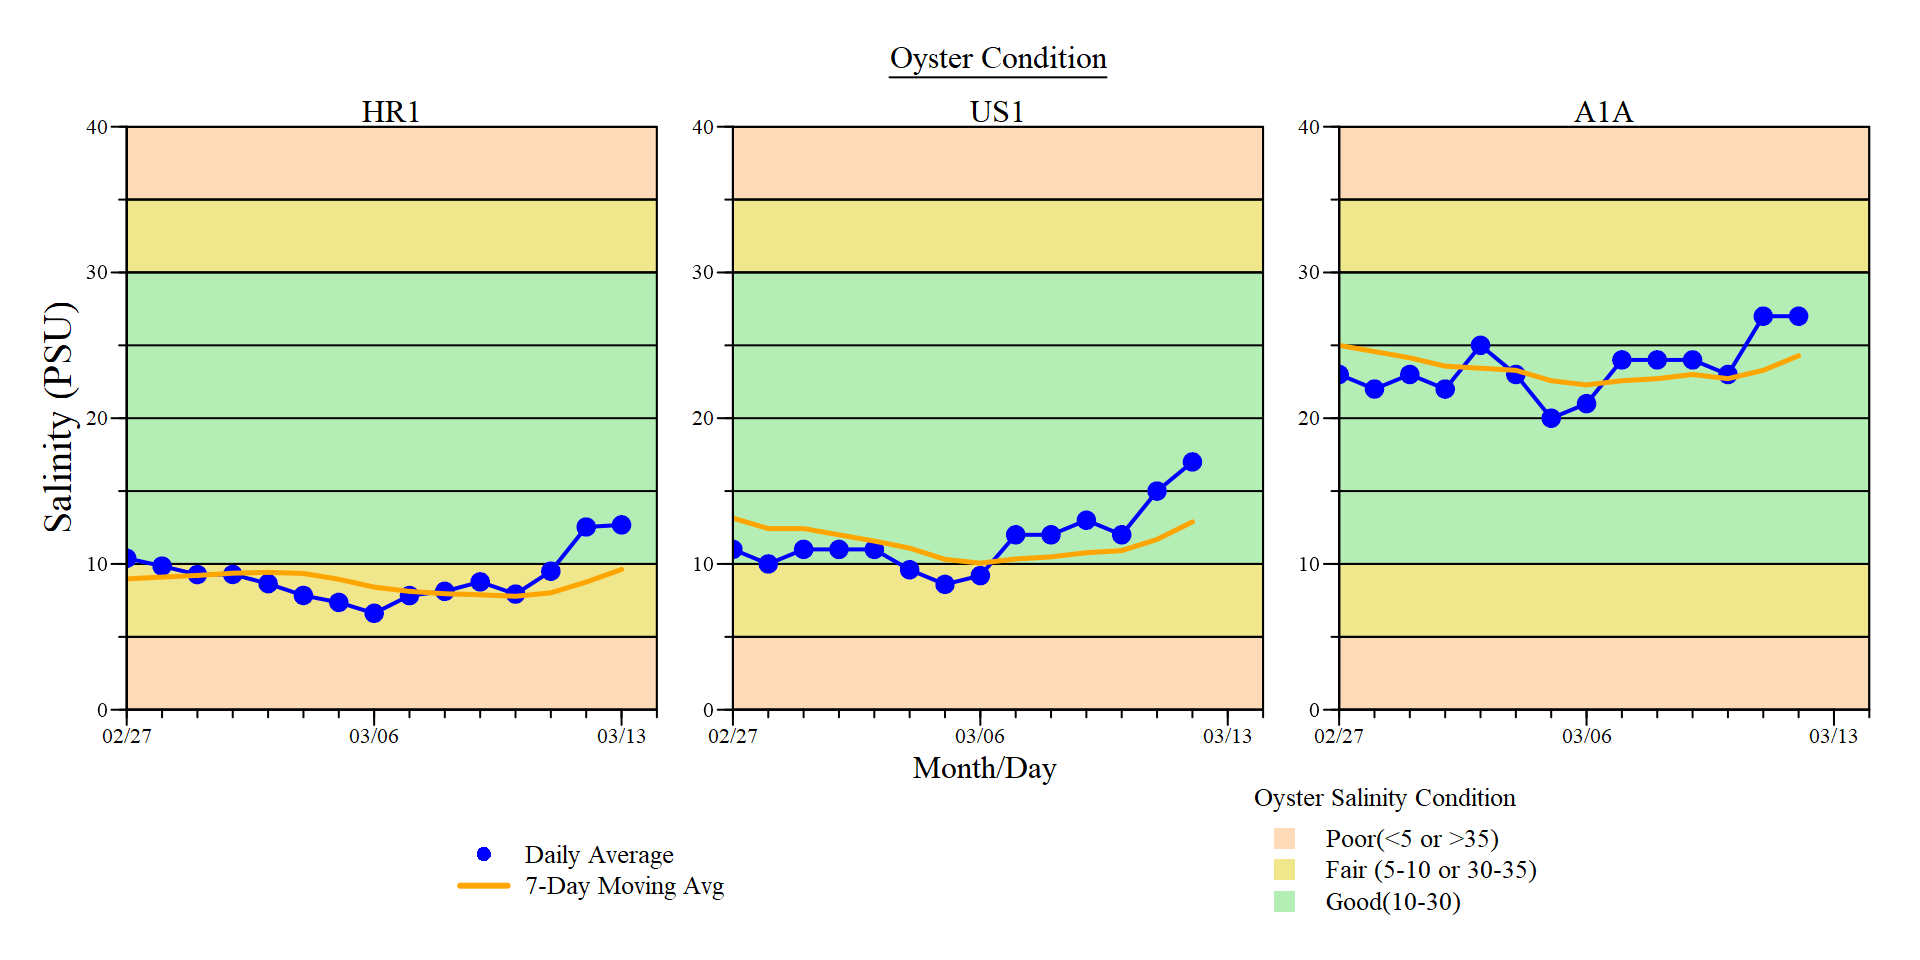 Oyster Condition
HR1
US1
A1A
Salinity (PSU)
40
30
20
10
0
02/27
03/06
03/13
40
30
20
10
0
02/27
03/06
03/13
40
30
20
10
0
02/27
03/06
03/13
Month/Day
Daily Average
7-Day Moving Avg
Oyster Salinity Condition
Poor(<5 or >35)
Fair (5-10 or 30-35)
Good(10-30)